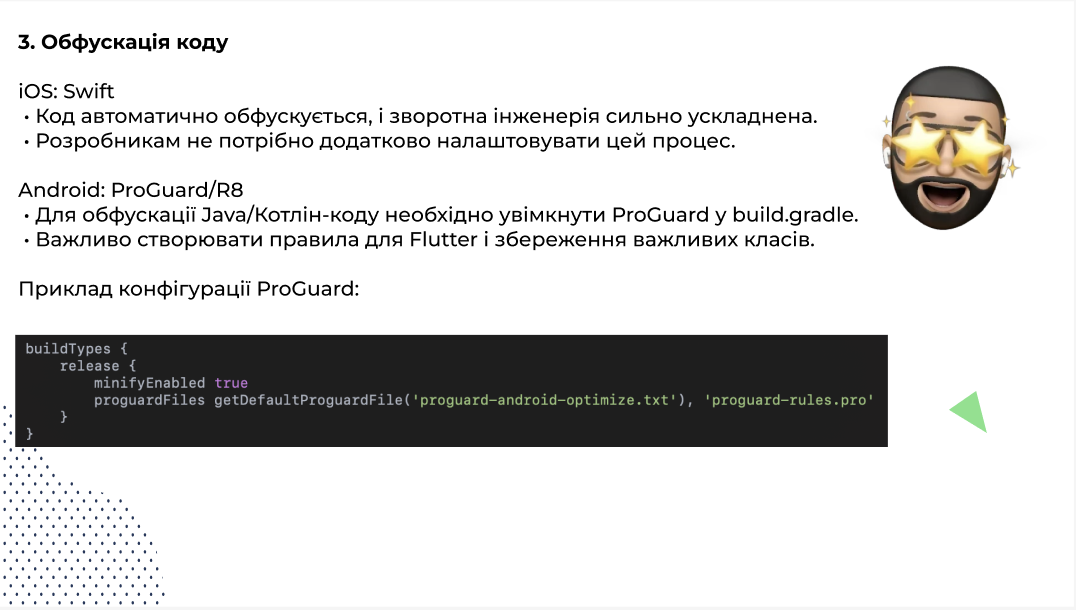 3. Обфускація коду
iOS: Swift
• Код автоматично обфускується, і зворотна інженерія сильно ускладнена.
• Розробникам не потрібно додатково налаштовувати цей процес.
Android: ProGuard/R8
• Для обфускації Java/Котлін-коду необхідно увімкнути ProGuard у build.gradle.
• Важливо створювати правила для Flutter і збереження важливих класів.
Приклад конфігурації ProGuard:
buildTypes {
    release {
        minifyEnabled true
        proguardFiles getDefaultProguardFile('proguard-android-optimize.txt'), 'proguard-rules.pro'
    }
}